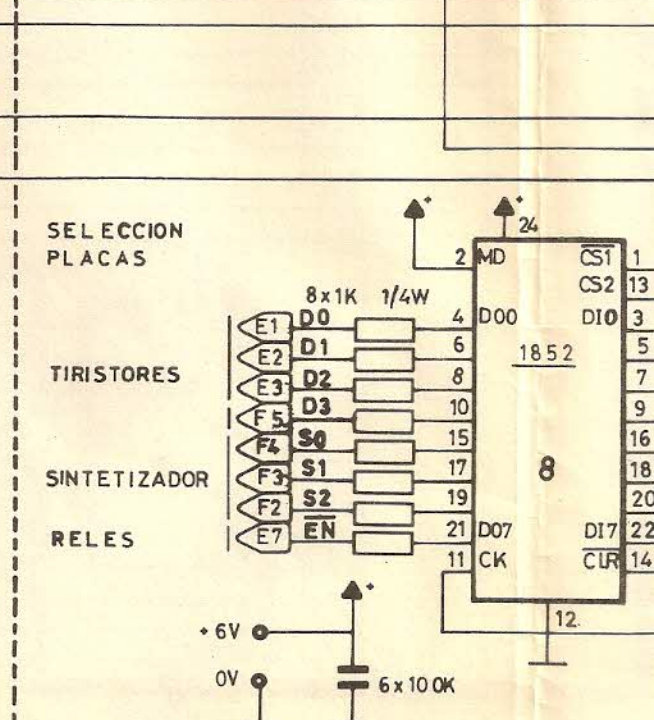 SELECCION
PLACAS
24
2 MD CS1 1
CS2 13
8x1K 1/4W
E1 D0 4 D00 DI0 3
E2 D1 6 1852 5
TIRISTORES
E3 D2 8 7
F5 D3 10 9
F4 S0 15 16
SINTETIZADOR
F3 S1 17 8 18
F2 S2 19 20
RELES
E7 EN 21 D07 DI7 22
11 CK CLR 14
12
+6V
0V
6x100K